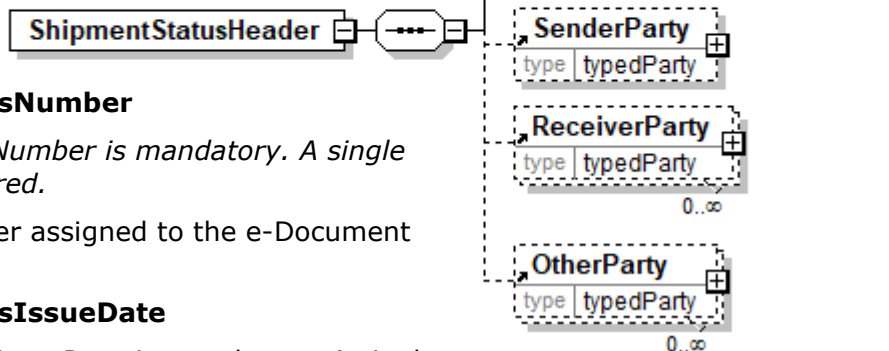 ShipmentStatusHeader
SenderParty
type typedParty
sNumber
ReceiverParty
Number is mandatory. A single
type typedParty
red.
0..∞
er assigned to the e-Document
OtherParty
type typedParty
sIssueDate
0..∞